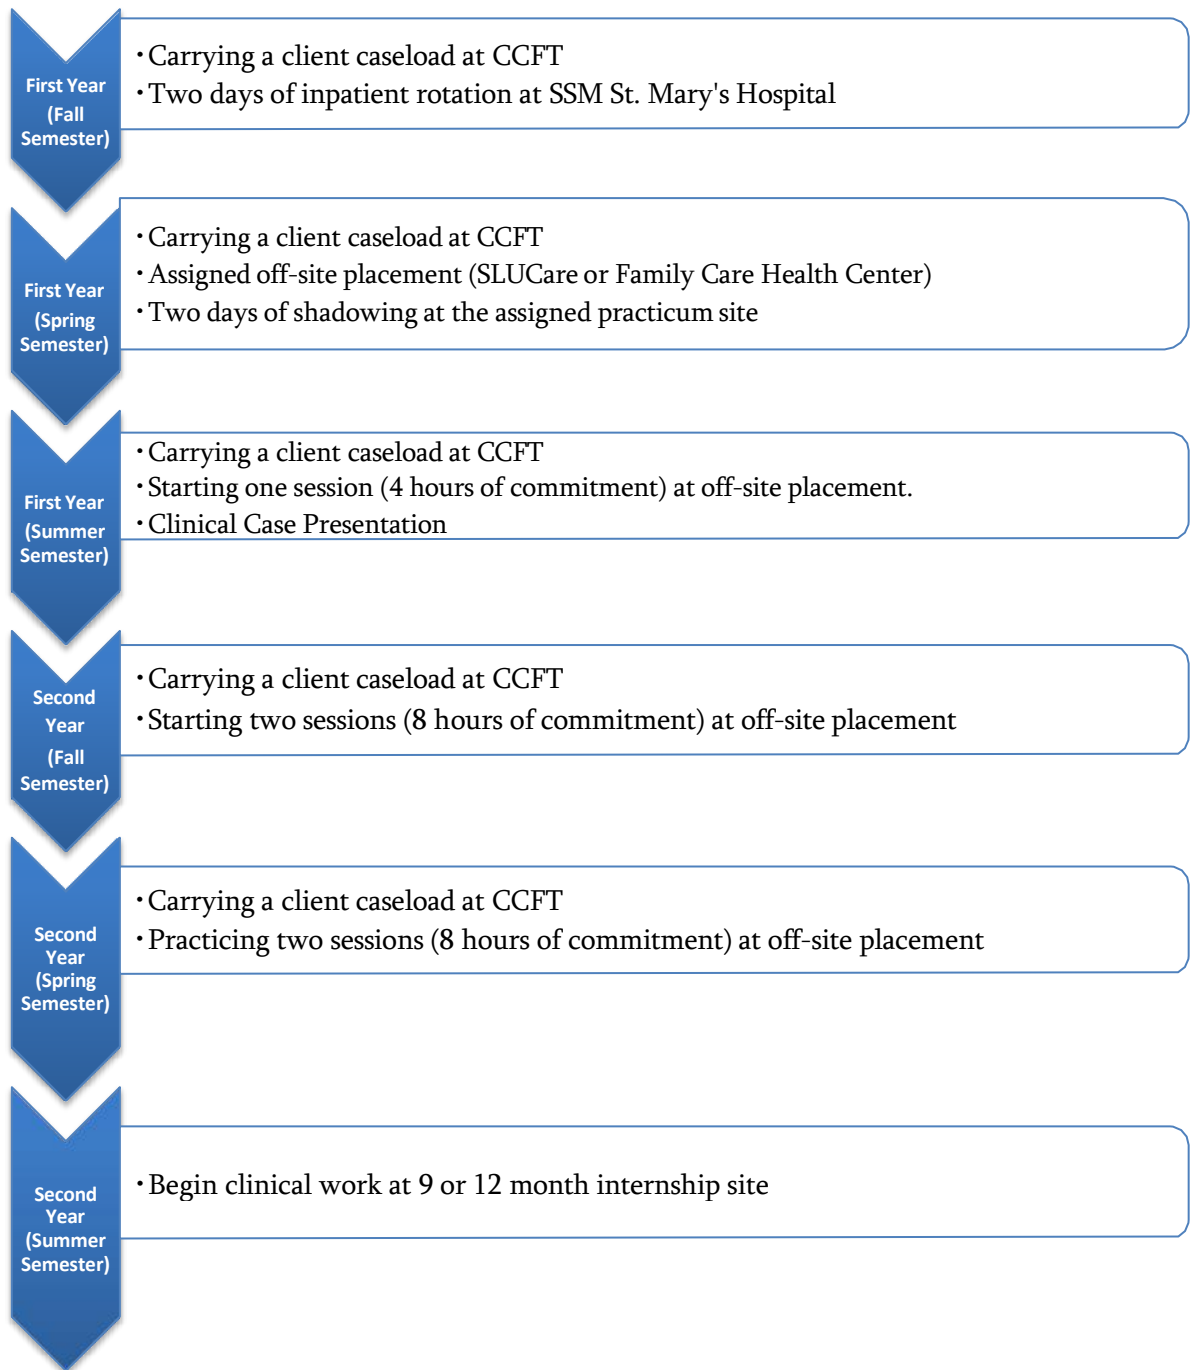 First Year
(Fall
Semester)
·Carrying a client caseload at CCFT
·Two days of inpatient rotation at SSM St. Mary's Hospital
First Year
(Spring
Semester)
·Carrying a client caseload at CCFT
·Assigned off-site placement (SLUCare or Family Care Health Center)
·Two days of shadowing at the assigned practicum site
First Year
(Summer
Semester)
·Carrying a client caseload at CCFT
·Starting one session (4 hours of commitment) at off-site placement.
·Clinical Case Presentation
Second
Year
(Fall
Semester)
·Carrying a client caseload at CCFT
·Starting two sessions (8 hours of commitment) at off-site placement
Second
Year
(Spring
Semester)
·Carrying a client caseload at CCFT
·Practicing two sessions (8 hours of commitment) at off-site placement
Second
Year
(Summer
Semester)
·Begin clinical work at 9 or 12 month internship site